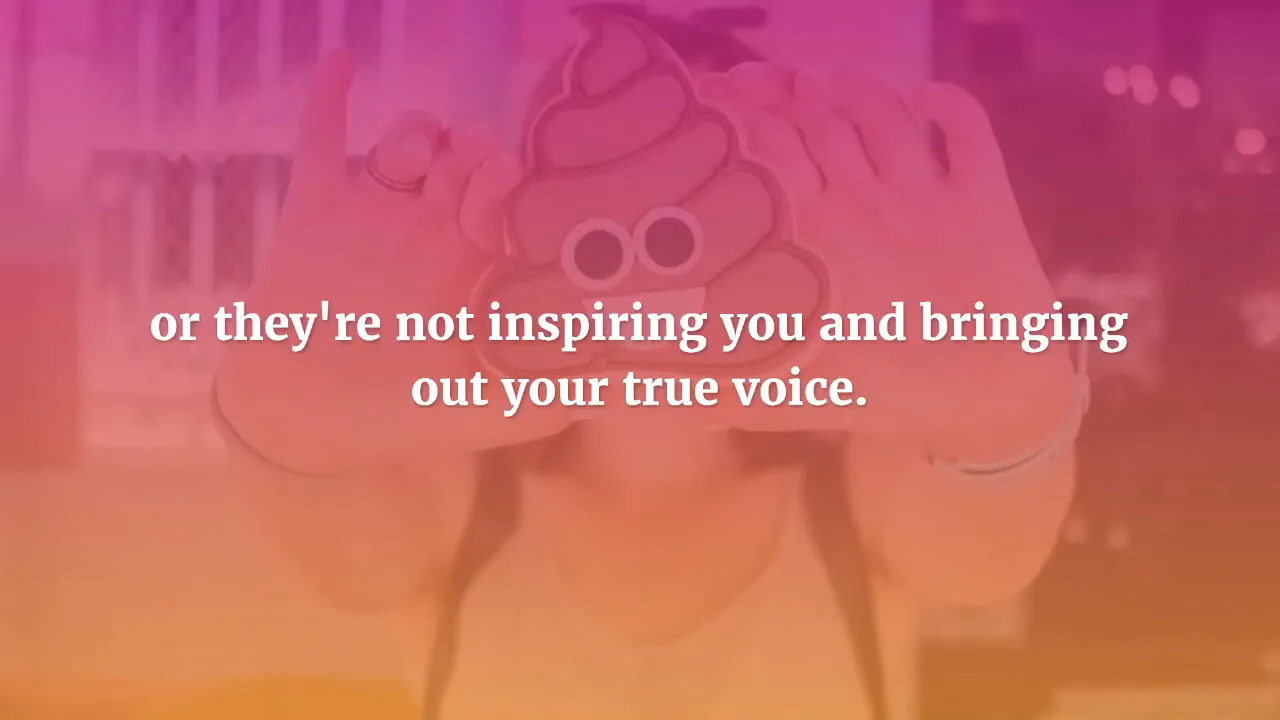 or they're not inspiring you and bringing
out your true voice.